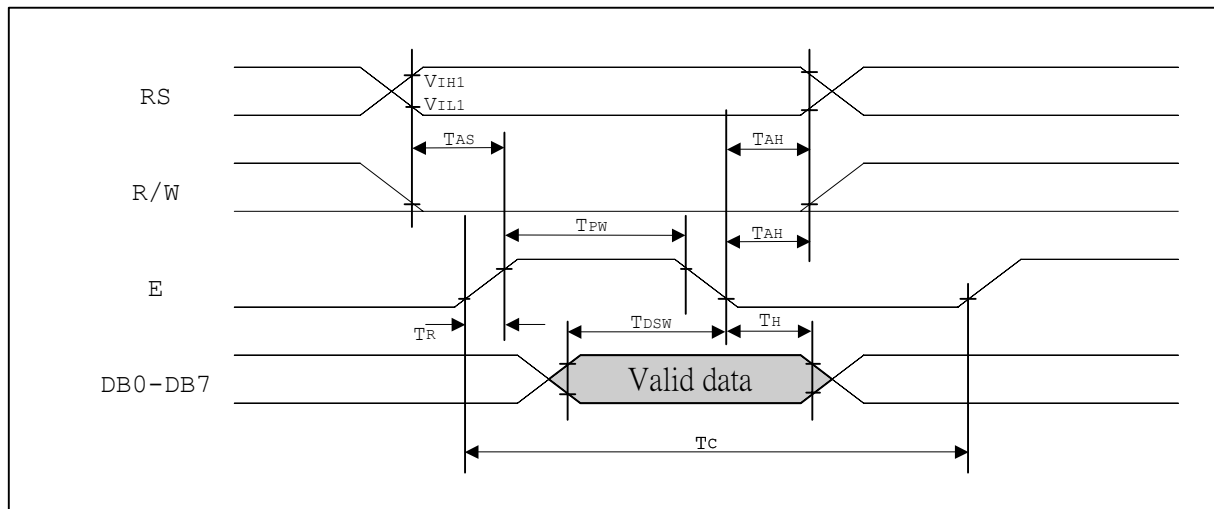 RS
VIH1
VIL1
TAS
TAH
R/W
TPW
TAH
E
TR
TDSW
TH
DB0-DB7
Valid data
TC